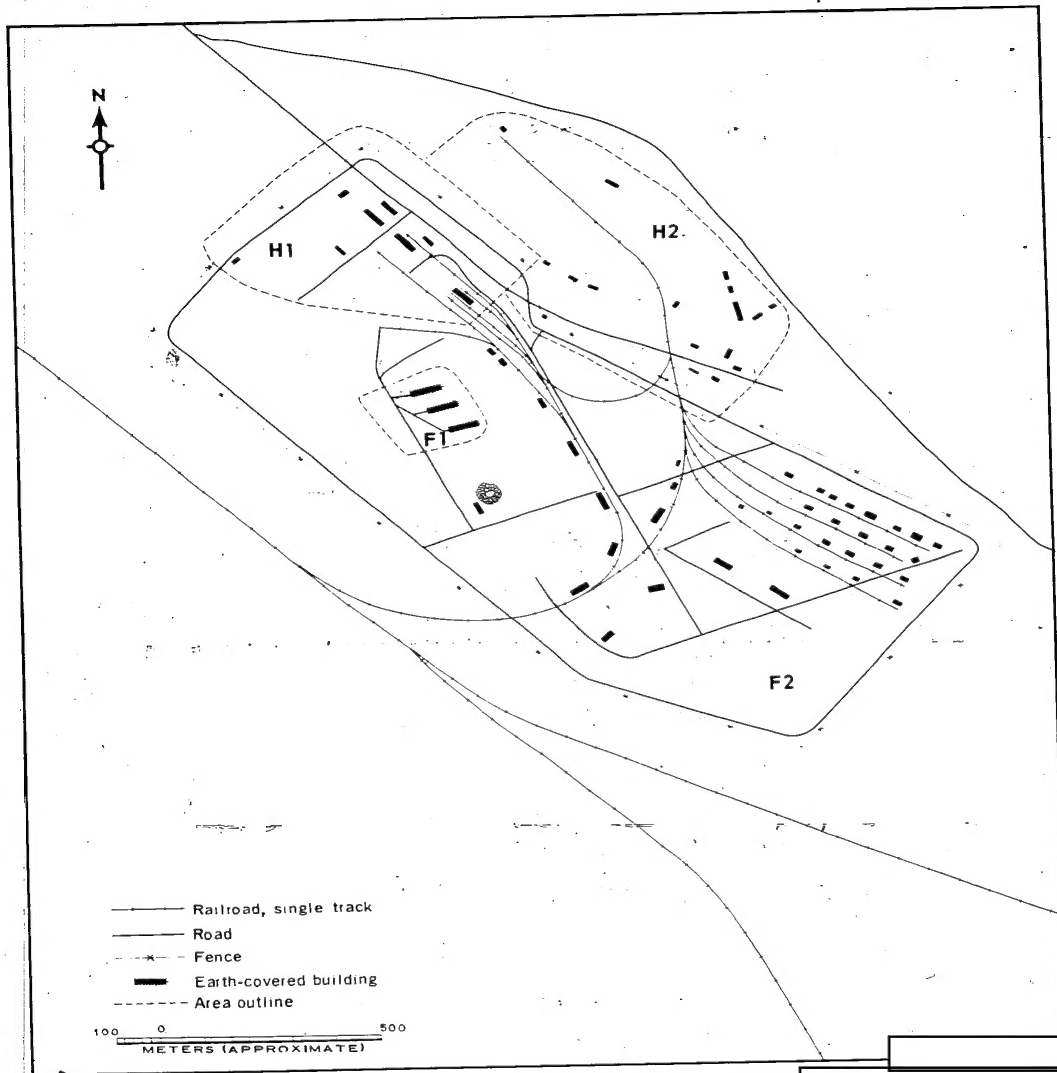 N
H1
H2
F1
F2
Railroad, single track
Road
Fence
Earth-covered building
Area outline
100 0 500
METERS (APPROXIMATE)